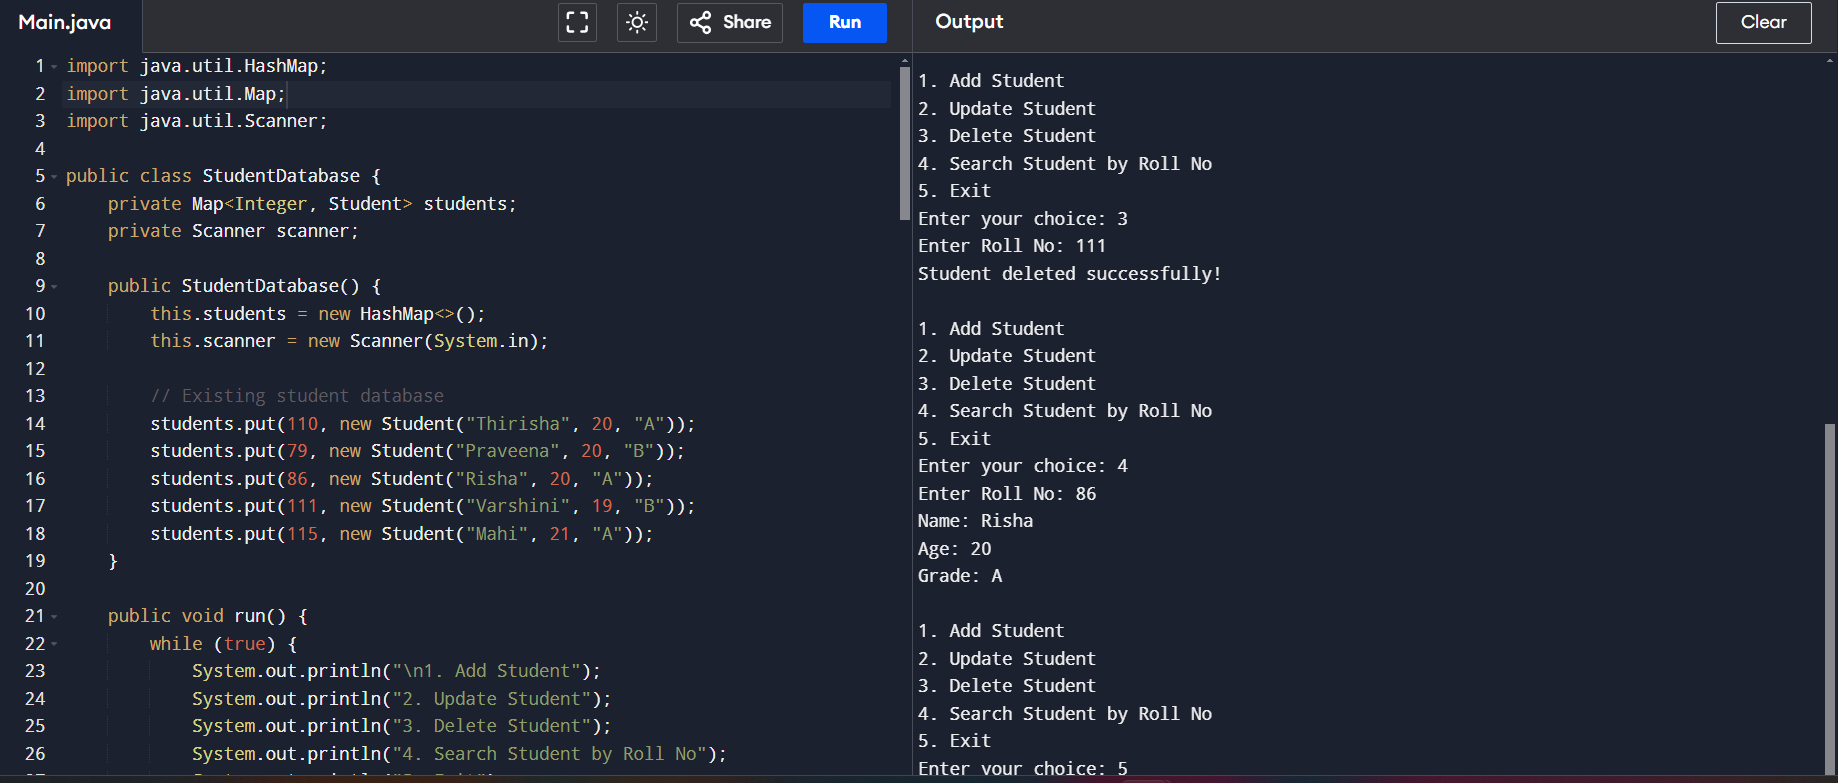 Main.java
Share
Run
1 import java.util.HashMap;
2 import java.util.Map;
3 import java.util.Scanner;
4
5 public class StudentDatabase {
6 private Map<Integer, Student> students;
7 private Scanner scanner;
8
9 public StudentDatabase() {
10 this.students = new HashMap<>();
11 this.scanner = new Scanner(System.in);
12
13 // Existing student database
14 students.put(110, new Student("Thirisha", 20, "A"));
15 students.put(79, new Student("Praveena", 20, "B"));
16 students.put(86, new Student("Risha", 20, "A"));
17 students.put(111, new Student("Varshini", 19, "B"));
18 students.put(115, new Student("Mahi", 21, "A"));
19 }
20
21 public void run() {
22 while (true) {
23 System.out.println("\n1. Add Student");
24 System.out.println("2. Update Student");
25 System.out.println("3. Delete Student");
26 System.out.println("4. Search Student by Roll No");
Output
Clear
1. Add Student
2. Update Student
3. Delete Student
4. Search Student by Roll No
5. Exit
Enter your choice: 3
Enter Roll No: 111
Student deleted successfully!
1. Add Student
2. Update Student
3. Delete Student
4. Search Student by Roll No
5. Exit
Enter your choice: 4
Enter Roll No: 86
Name: Risha
Age: 20
Grade: A
1. Add Student
2. Update Student
3. Delete Student
4. Search Student by Roll No
5. Exit
Enter your choice: 5